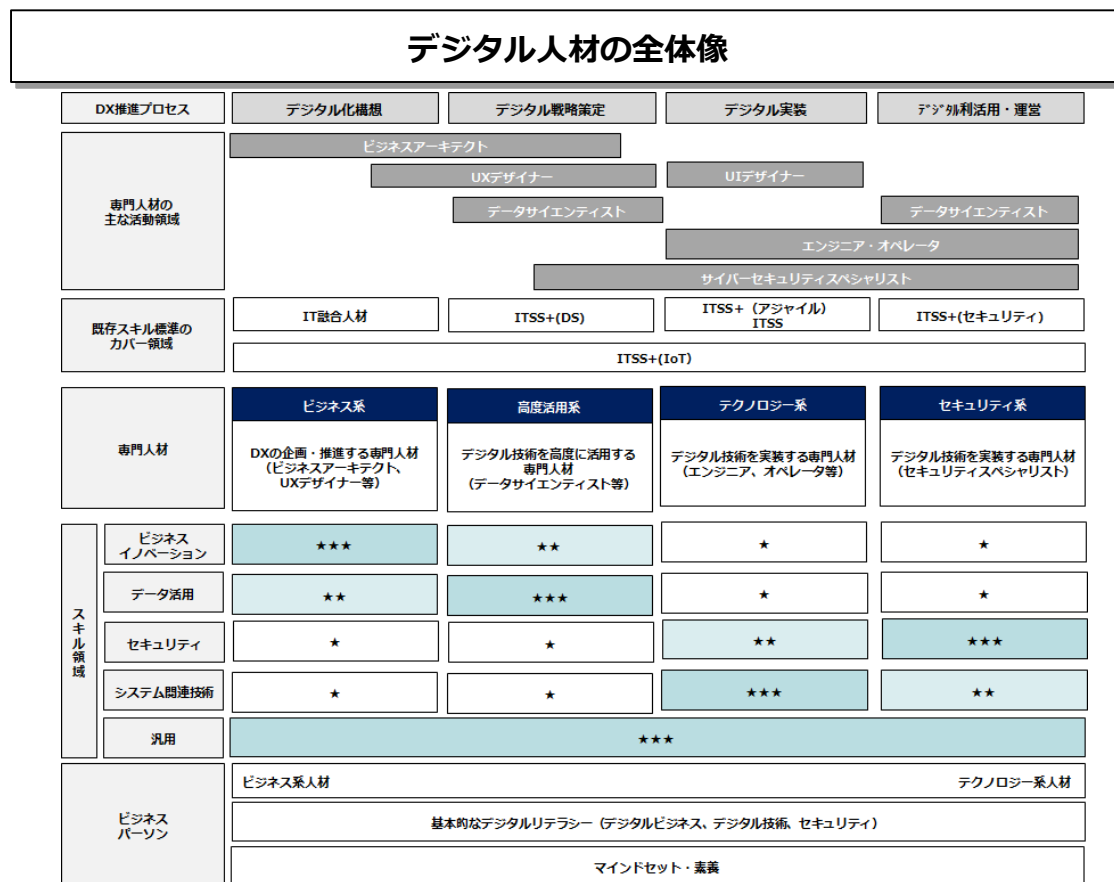 デジタル人材の全体像
DX推進プロセス
デジタル化構想
デジタル戦略策定
デジタル実装
ﾃﾞｼﾞﾀﾙ利活用・運営
専門人材の
主な活動領域
ビジネスアーキテクト
UXデザイナー
UIデザイナー
データサイエンティスト
データサイエンティスト
エンジニア・オペレータ
サイバーセキュリティスペシャリスト
既存スキル標準の
カバー領域
IT融合人材
ITSS+(DS)
ITSS+（アジャイル）
ITSS
ITSS+(セキュリティ)
ITSS+(IoT)
専門人材
ビジネス系
高度活用系
テクノロジー系
セキュリティ系
DXの企画・推進する専門人材
（ビジネスアーキテクト、
UXデザイナー等）
デジタル技術を高度に活用する
専門人材
（データサイエンティスト等）
デジタル技術を実装する専門人材
（エンジニア、オペレータ等）
デジタル技術を実装する専門人材
（セキュリティスペシャリスト）
スキル領域
ビジネス
イノベーション
★★★
★★
★
★
データ活用
★★
★★★
★
★
セキュリティ
★
★
★★
★★★
システム関連技術
★
★
★★★
★★
汎用
★★★
ビジネス
パーソン
ビジネス系人材
テクノロジー系人材
基本的なデジタルリテラシー（デジタルビジネス、デジタル技術、セキュリティ）
マインドセット・素養